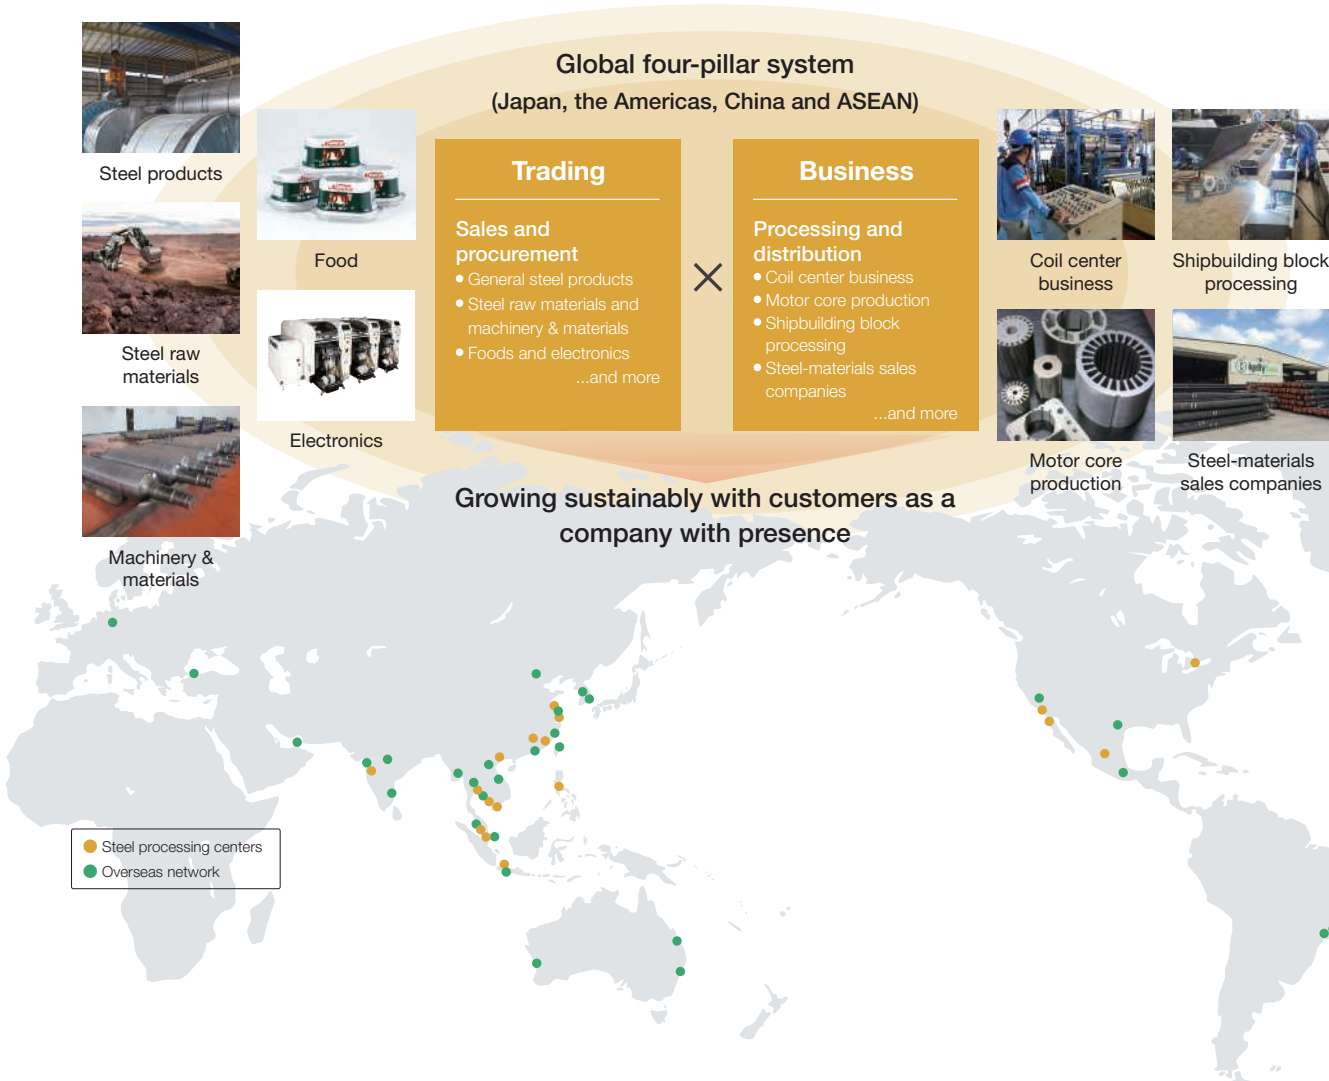 Global four-pillar system
(Japan, the Americas, China and ASEAN)
Steel products
Steel raw
materials
Machinery &
materials
Food
Electronics
Trading
Sales and
procurement
● General steel products
● Steel raw materials and
machinery & materials
● Foods and electronics
...and more
×
Business
Processing and
distribution
● Coil center business
● Motor core production
● Shipbuilding block
processing
● Steel-materials sales
companies
...and more
Coil center
business
Shipbuilding block
processing
Motor core
production
Steel-materials
sales companies
Growing sustainably with customers as a
company with presence
Steel processing centers
Overseas network